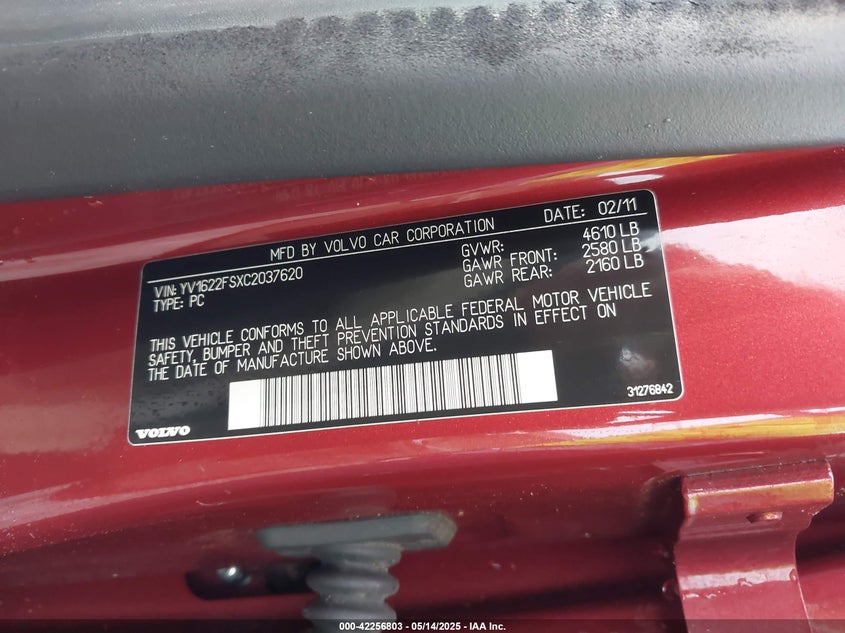 MFD BY VOLVO CAR CORPORATION DATE: 02/11
VIN: YV1622FSXC2037620
TYPE: PC
GVWR: 4610 LB
GAWR FRONT: 2580 LB
GAWR REAR: 2160 LB
THIS VEHICLE CONFORMS TO ALL APPLICABLE FEDERAL MOTOR VEHICLE
SAFETY, BUMPER AND THEFT PREVENTION STANDARDS IN EFFECT ON
THE DATE OF MANUFACTURE SHOWN ABOVE.
31276842
VOLVO
000-42256803 - 05/14/2025 - IAA Inc.